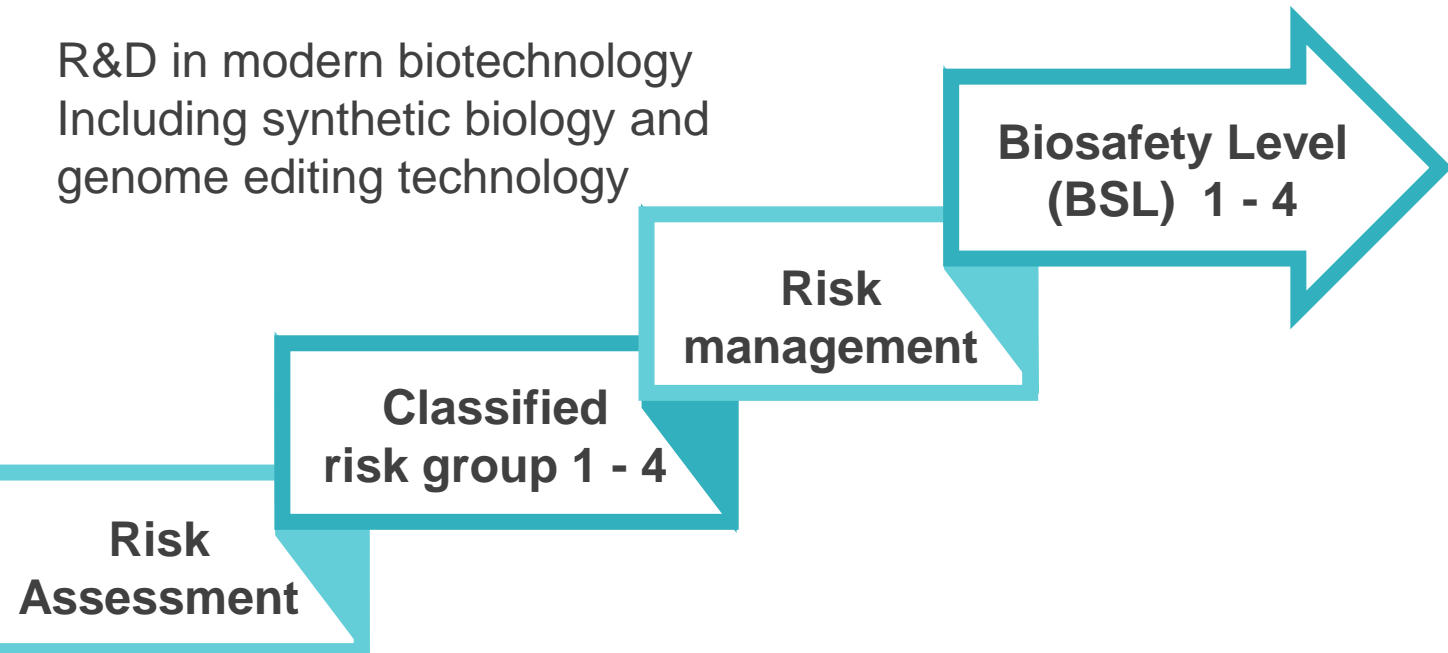 R&D in modern biotechnology
Including synthetic biology and
genome editing technology
Biosafety Level
(BSL) 1 - 4
Risk
management
Classified
risk group 1 - 4
Risk
Assessment